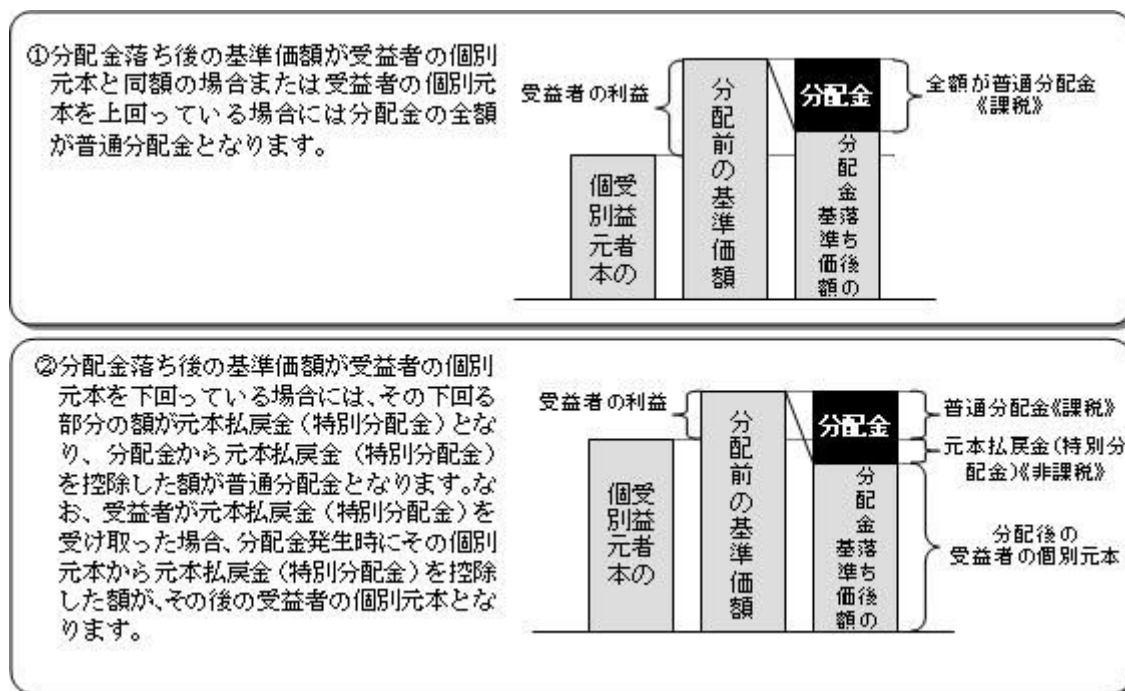 ①分配金落ち後の基準価額が受益者の個別
元本と同額の場合または受益者の個別元
本を上回っている場合には分配金の全額
が普通分配金となります。
受益者の利益
受益者の
個別元本
分配前の基準価額
分配金
分配金落ち後の
基準価額
全額が普通分配金
《課税》
②分配金落ち後の基準価額が受益者の個別
元本を下回っている場合には、その下回る
部分の額が元本払戻金（特別分配金）とな
り、分配金から元本払戻金（特別分配金）
を控除した額が普通分配金となります。な
お、受益者が元本払戻金（特別分配金）を
受け取った場合、分配金発生時にその個別
元本から元本払戻金（特別分配金）を控除
した額が、その後の受益者の個別元本とな
ります。
受益者の利益
受益者の
個別元本
分配前の基準価額
分配金
分配金落ち後の
基準価額
普通分配金《課税》
元本払戻金（特別分
配金）《非課税》
分配後の
受益者の個別元本